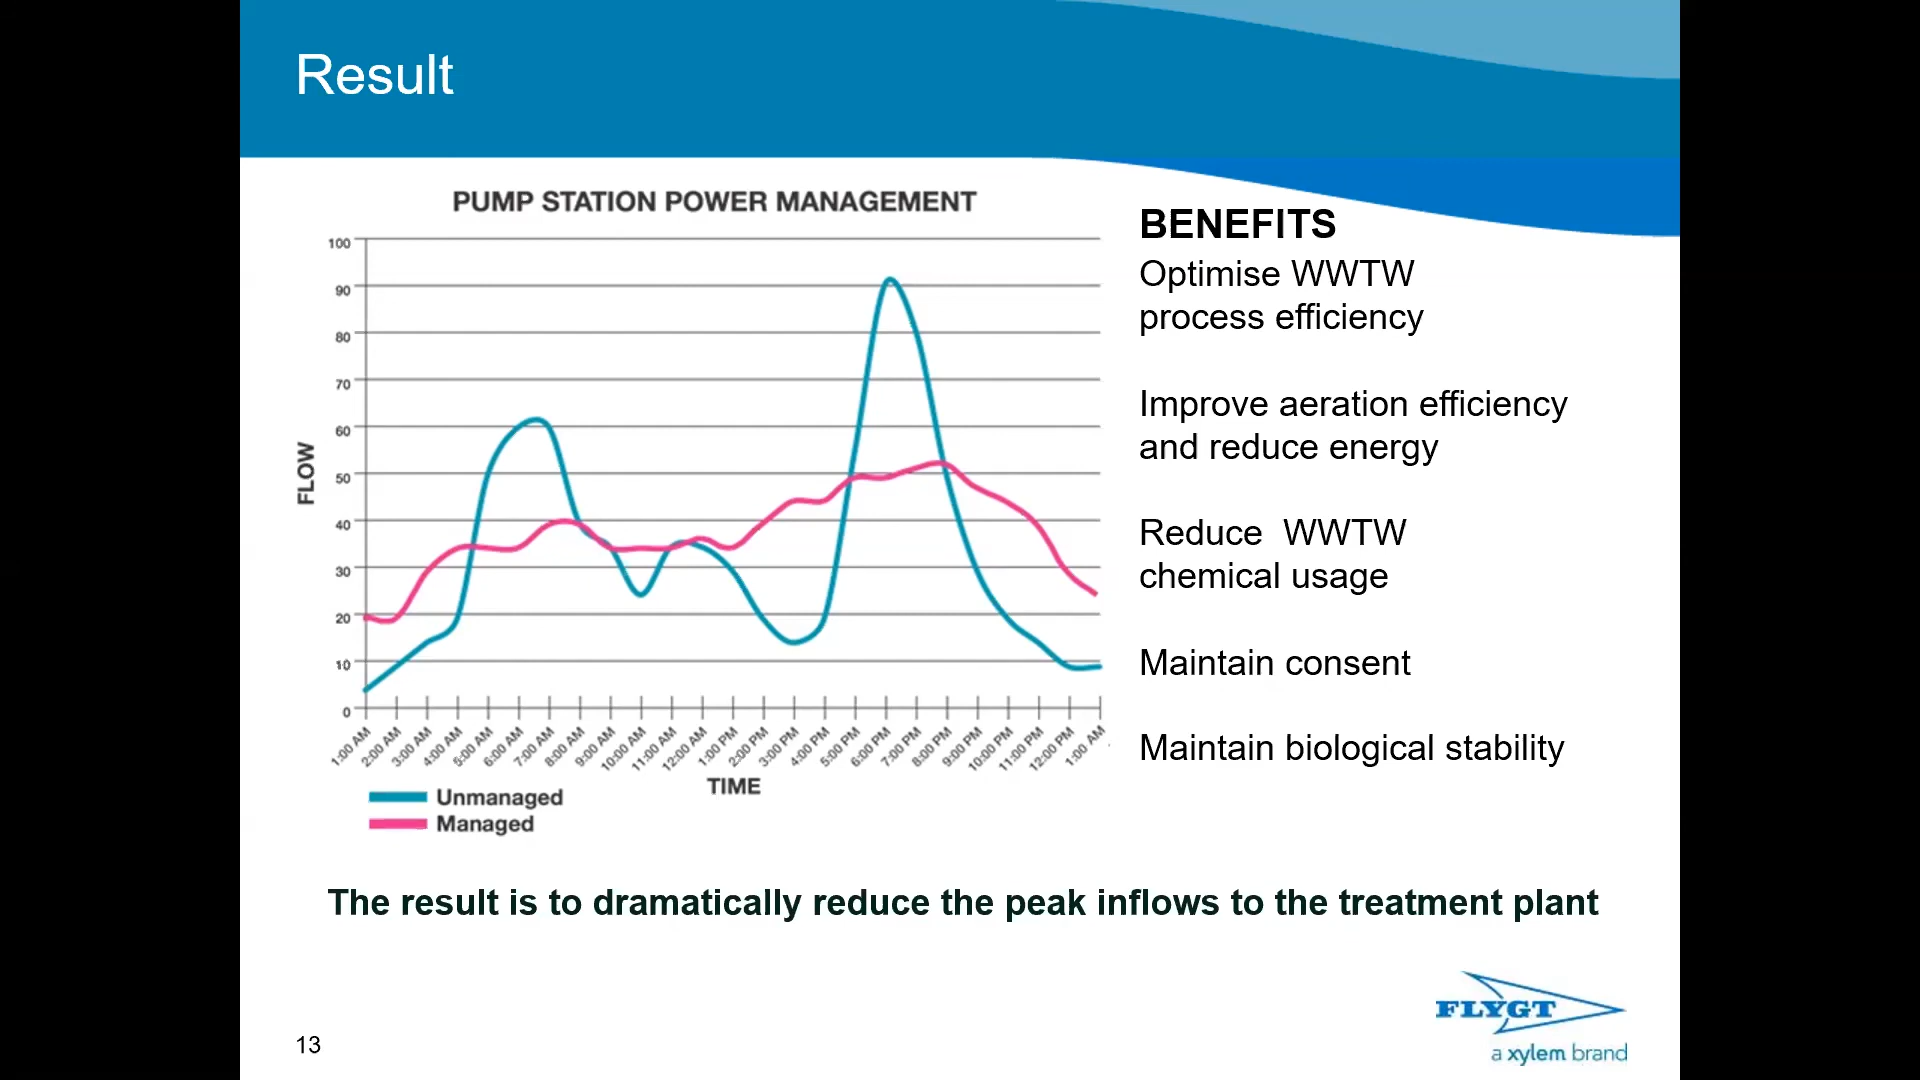 Result
PUMP STATION POWER MANAGEMENT
100
90
80
70
60
50
40
30
20
10
0
FLOW
1:00 AM
2:00 AM
3:00 AM
4:00 AM
5:00 AM
6:00 AM
7:00 AM
8:00 AM
9:00 AM
10:00 AM
11:00 AM
12:00 AM
1:00 PM
2:00 PM
3:00 PM
4:00 PM
5:00 PM
6:00 PM
7:00 PM
8:00 PM
9:00 PM
10:00 PM
11:00 PM
12:00 PM
1:00 AM
TIME
Unmanaged
Managed
BENEFITS
Optimise WWTW
process efficiency
Improve aeration efficiency
and reduce energy
Reduce  WWTW
chemical usage
Maintain consent
Maintain biological stability
The result is to dramatically reduce the peak inflows to the treatment plant
FLYGT
a xylem brand
13